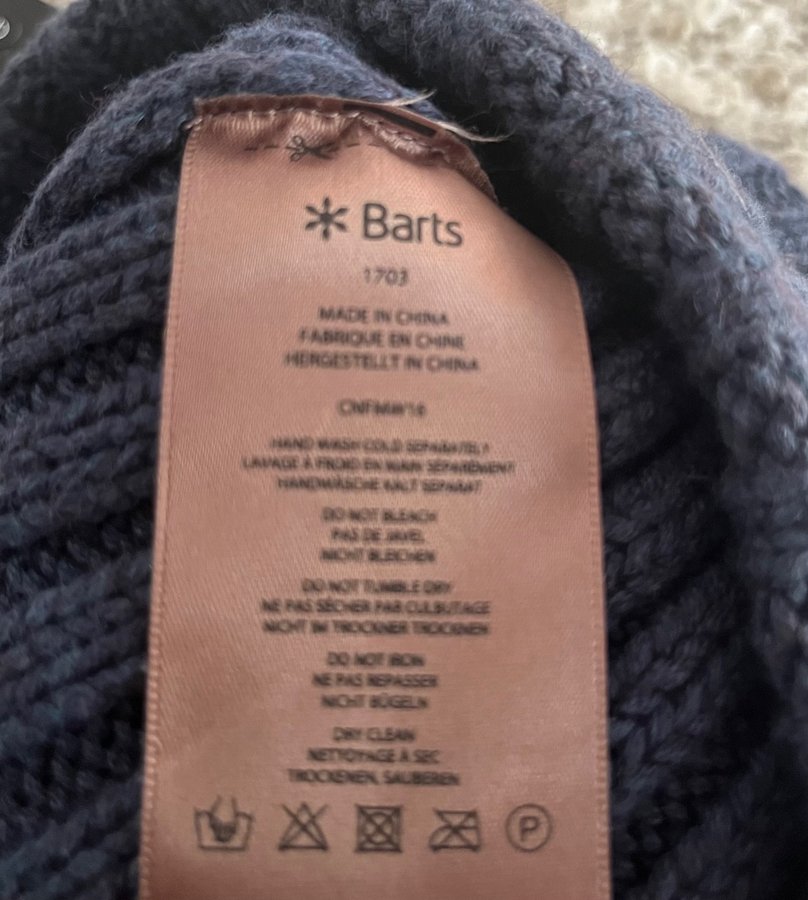 Barts
1703
MADE IN CHINA
FABRIQUE EN CHINE
HERGESTELLT IN CHINA
HAND WASH COLD SEPARATELY
LAVAGE À FROID EN MAIN SÉPARÉMENT
HANDWÄSCHE KALT SEPARAT
DO NOT BLEACH
PAS DE JAVEL
NICHT BLEICHEN
DO NOT TUMBLE DRY
NE PAS SÉCHER PAR CULBUTAGE
NICHT IM TROCKNER TROCKNEN
DO NOT IRON
NE PAS REPASSER
NICHT BÜGELN
DRY CLEAN
NETTOYAGE À SEC
TROCKENEN, SAUBEREN
P